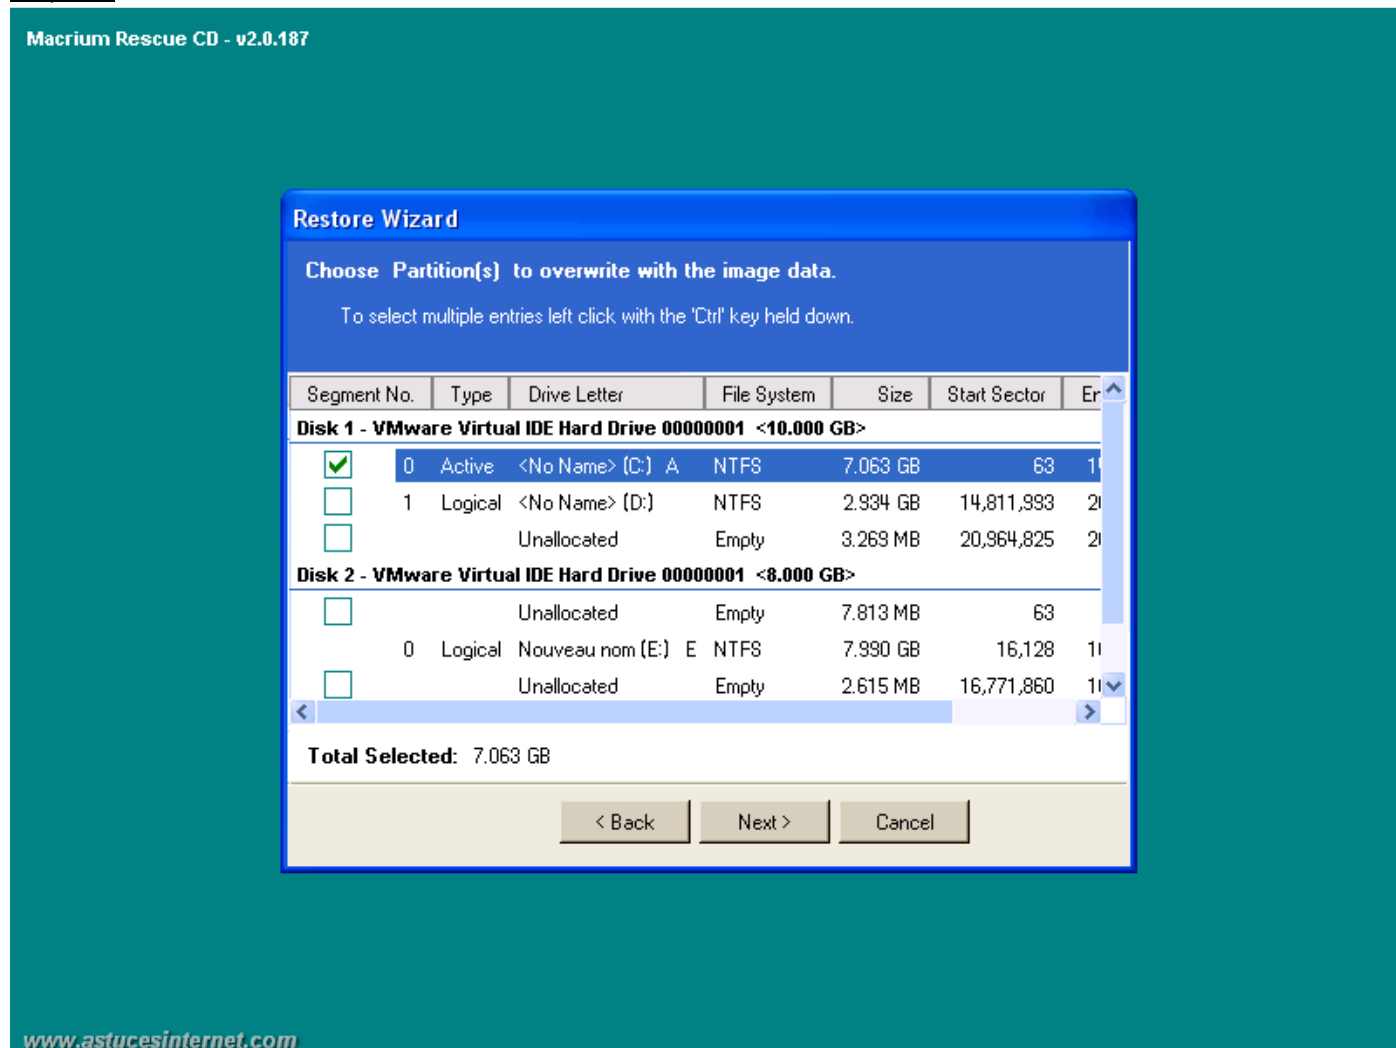 Macrium Rescue CD - v2.0.187
Restore Wizard
Choose Partition(s) to overwrite with the image data.
To select multiple entries left click with the 'Ctrl' key held down.
Segment No. Type Drive Letter File System Size Start Sector
Disk 1 - VMware Virtual IDE Hard Drive 00000001 <10.000 GB>
0 Active <No Name> (C:) A NTFS 7.063 GB 63
1 Logical <No Name> (D:) NTFS 2.934 GB 14,811,993
Unallocated Empty 3.269 MB 20,964,825
Disk 2 - VMware Virtual IDE Hard Drive 00000001 <8.000 GB>
Unallocated Empty 7.813 MB 63
0 Logical Nouveau nom (E:) E NTFS 7.990 GB 16,128
Unallocated Empty 2.615 MB 16,771,860
Total Selected: 7.063 GB
< Back Next > Cancel
www.astucesinternet.com